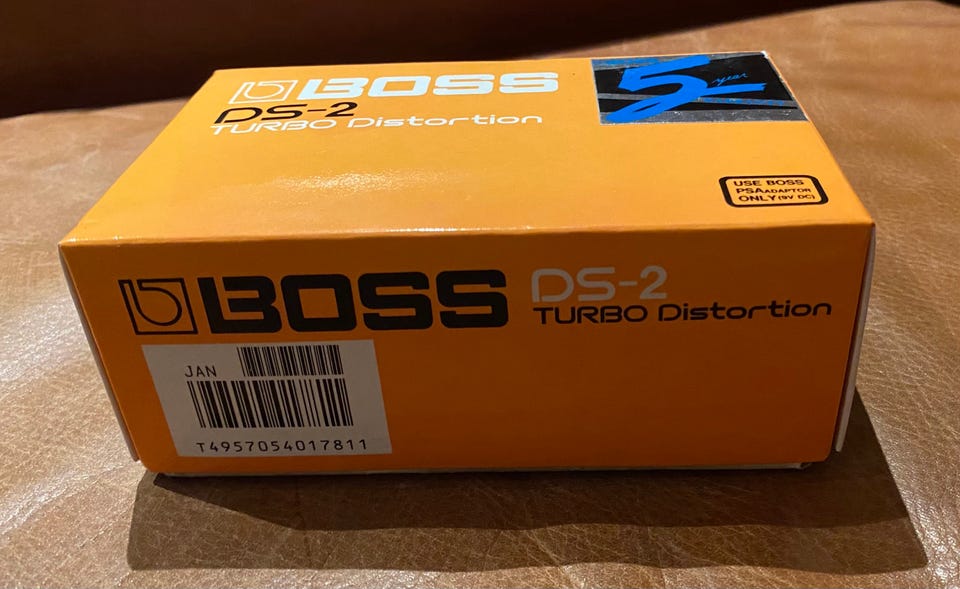 BOSS
DS-2
TURBO Distortion
5 year
USE BOSS
PSA ADAPTOR
ONLY (9V DC)
BOSS
DS-2
TURBO Distortion
JAN
T4957054017811